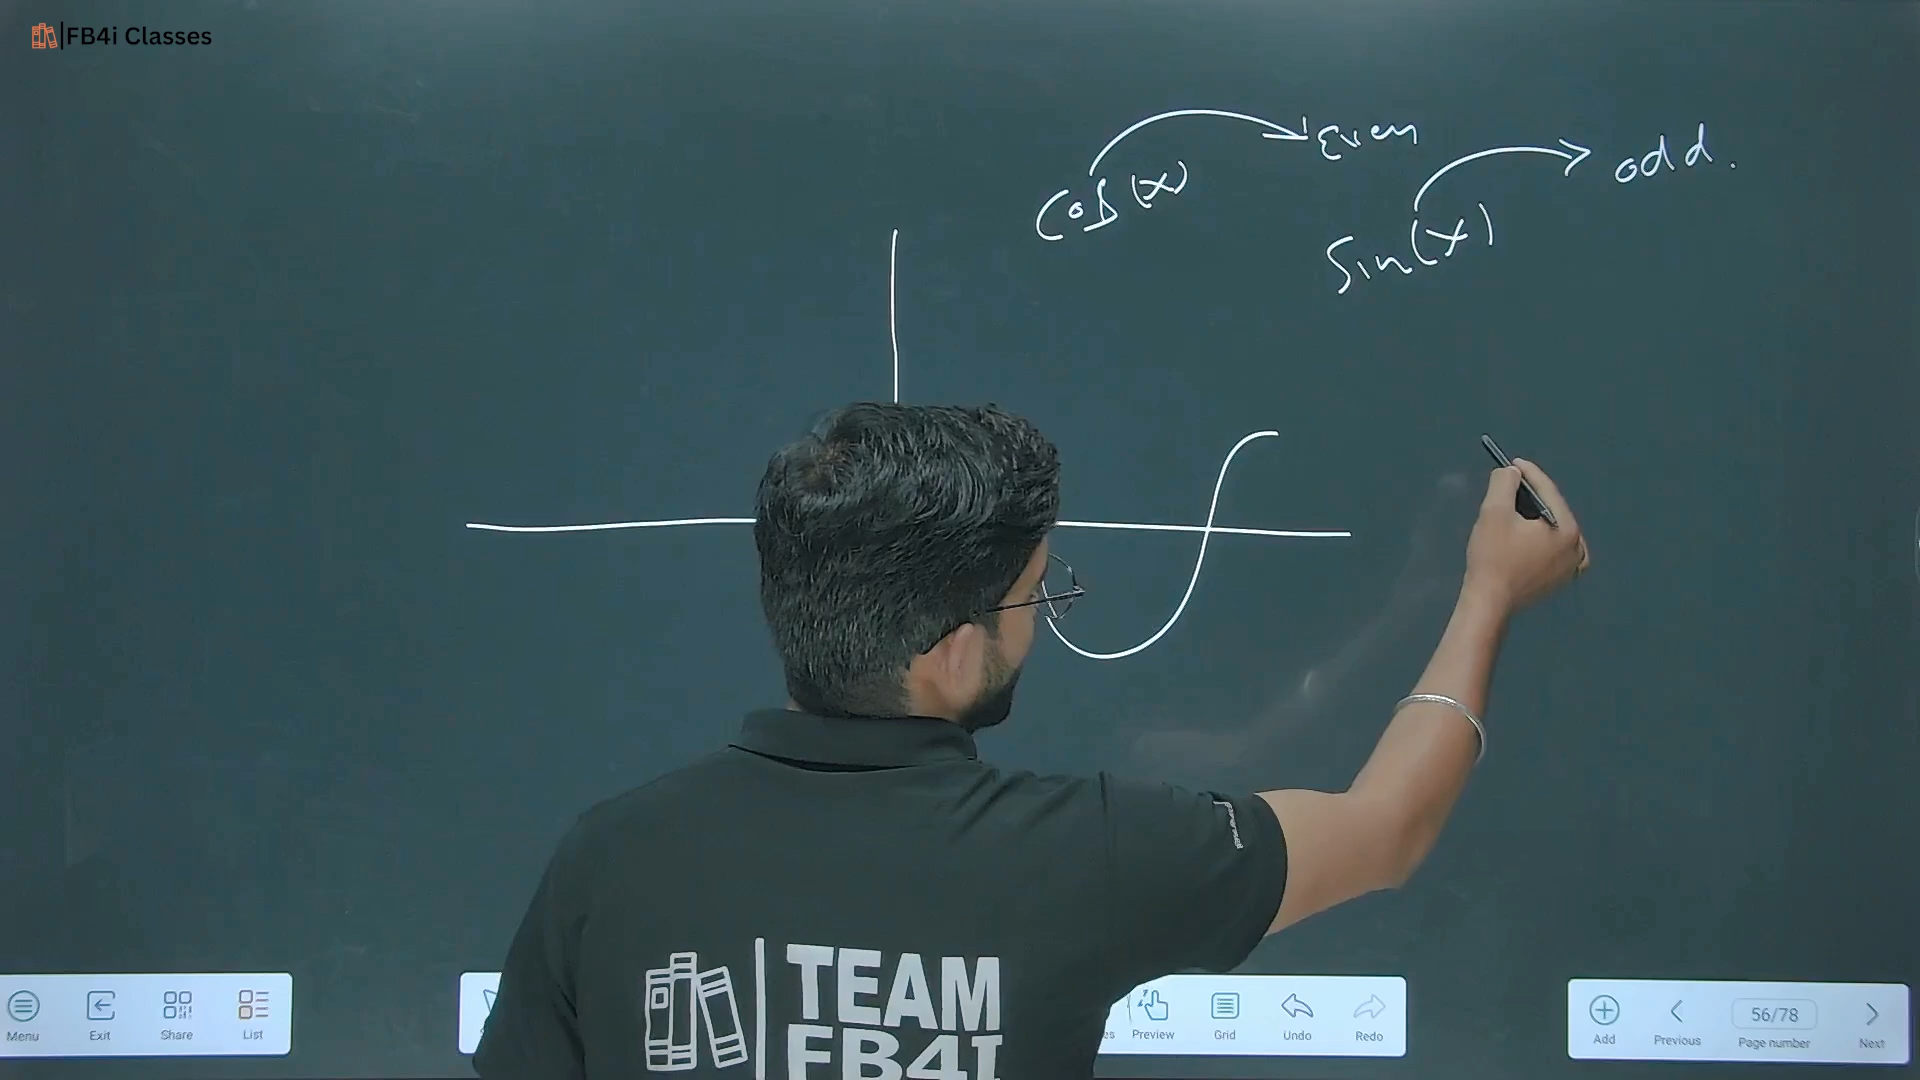 FB4i Classes
Cos(x)
Even
Sin(x)
odd.
TEAM
FB4I
Menu
Exit
Share
List
Preview
Grid
Undo
Redo
Add
Previous
56/78
Page number
Next